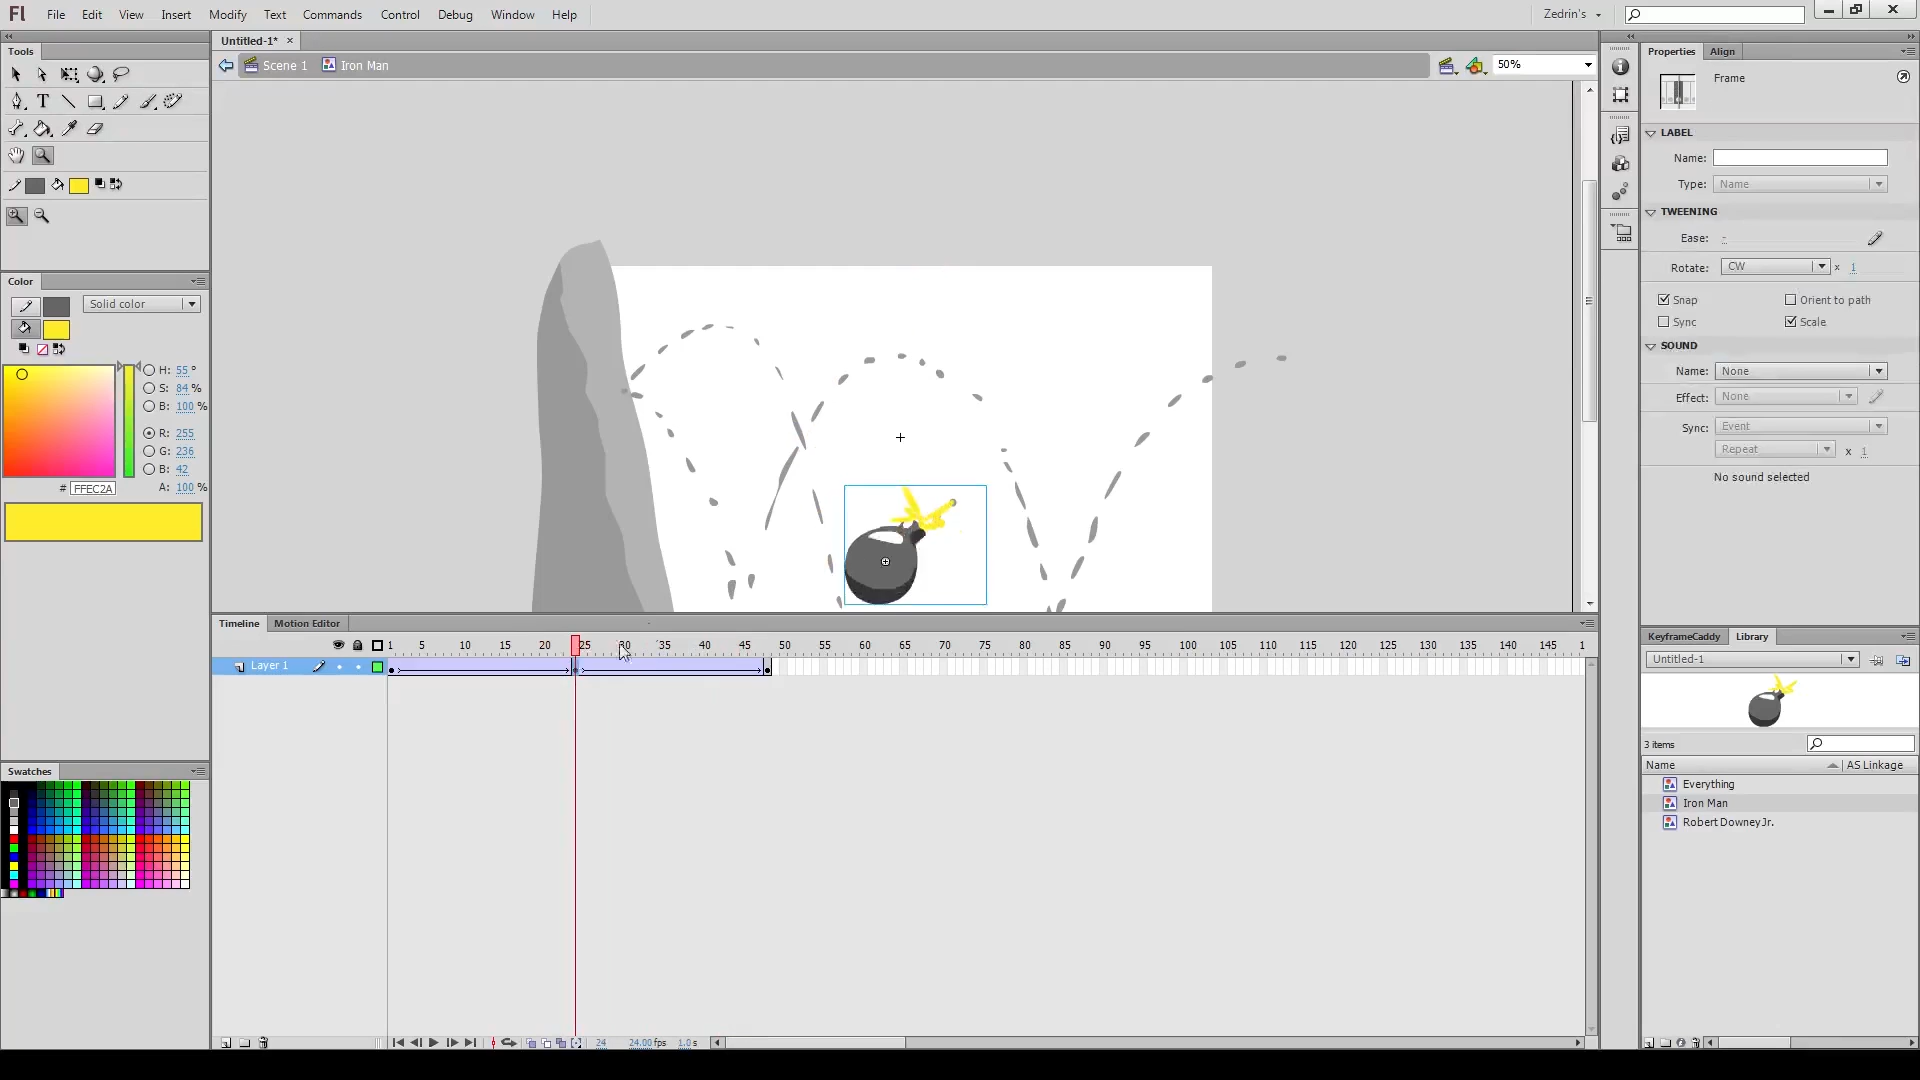 Fl File Edit View Insert Modify Text Commands Control Debug Window Help Zedrin's
Tools
Untitled-1*
Properties Align
Scene 1 Iron Man 50%
Frame
LABEL
Name:
Type: Name
TWEENING
Ease: -
Rotate: CW x 1
Snap Orient to path
Sync Scale
SOUND
Name: None
Effect: None
Sync: Event
Repeat x 1
No sound selected
Color
Solid color
H: 55 °
S: 84 %
B: 100 %
R: 255
G: 236
B: 42
# FFEC2A A: 100 %
Timeline Motion Editor
1 5 10 15 20 25 30 35 40 45 50 55 60 65 70 75 80 85 90 95 100 105 110 115 120 125 130 135 140 145 1
Layer 1
24 24.00 fps 1.0 s
Swatches
KeyframeCaddy Library
Untitled-1
3 items
Name AS Linkage
Everything
Iron Man
Robert Downey Jr.